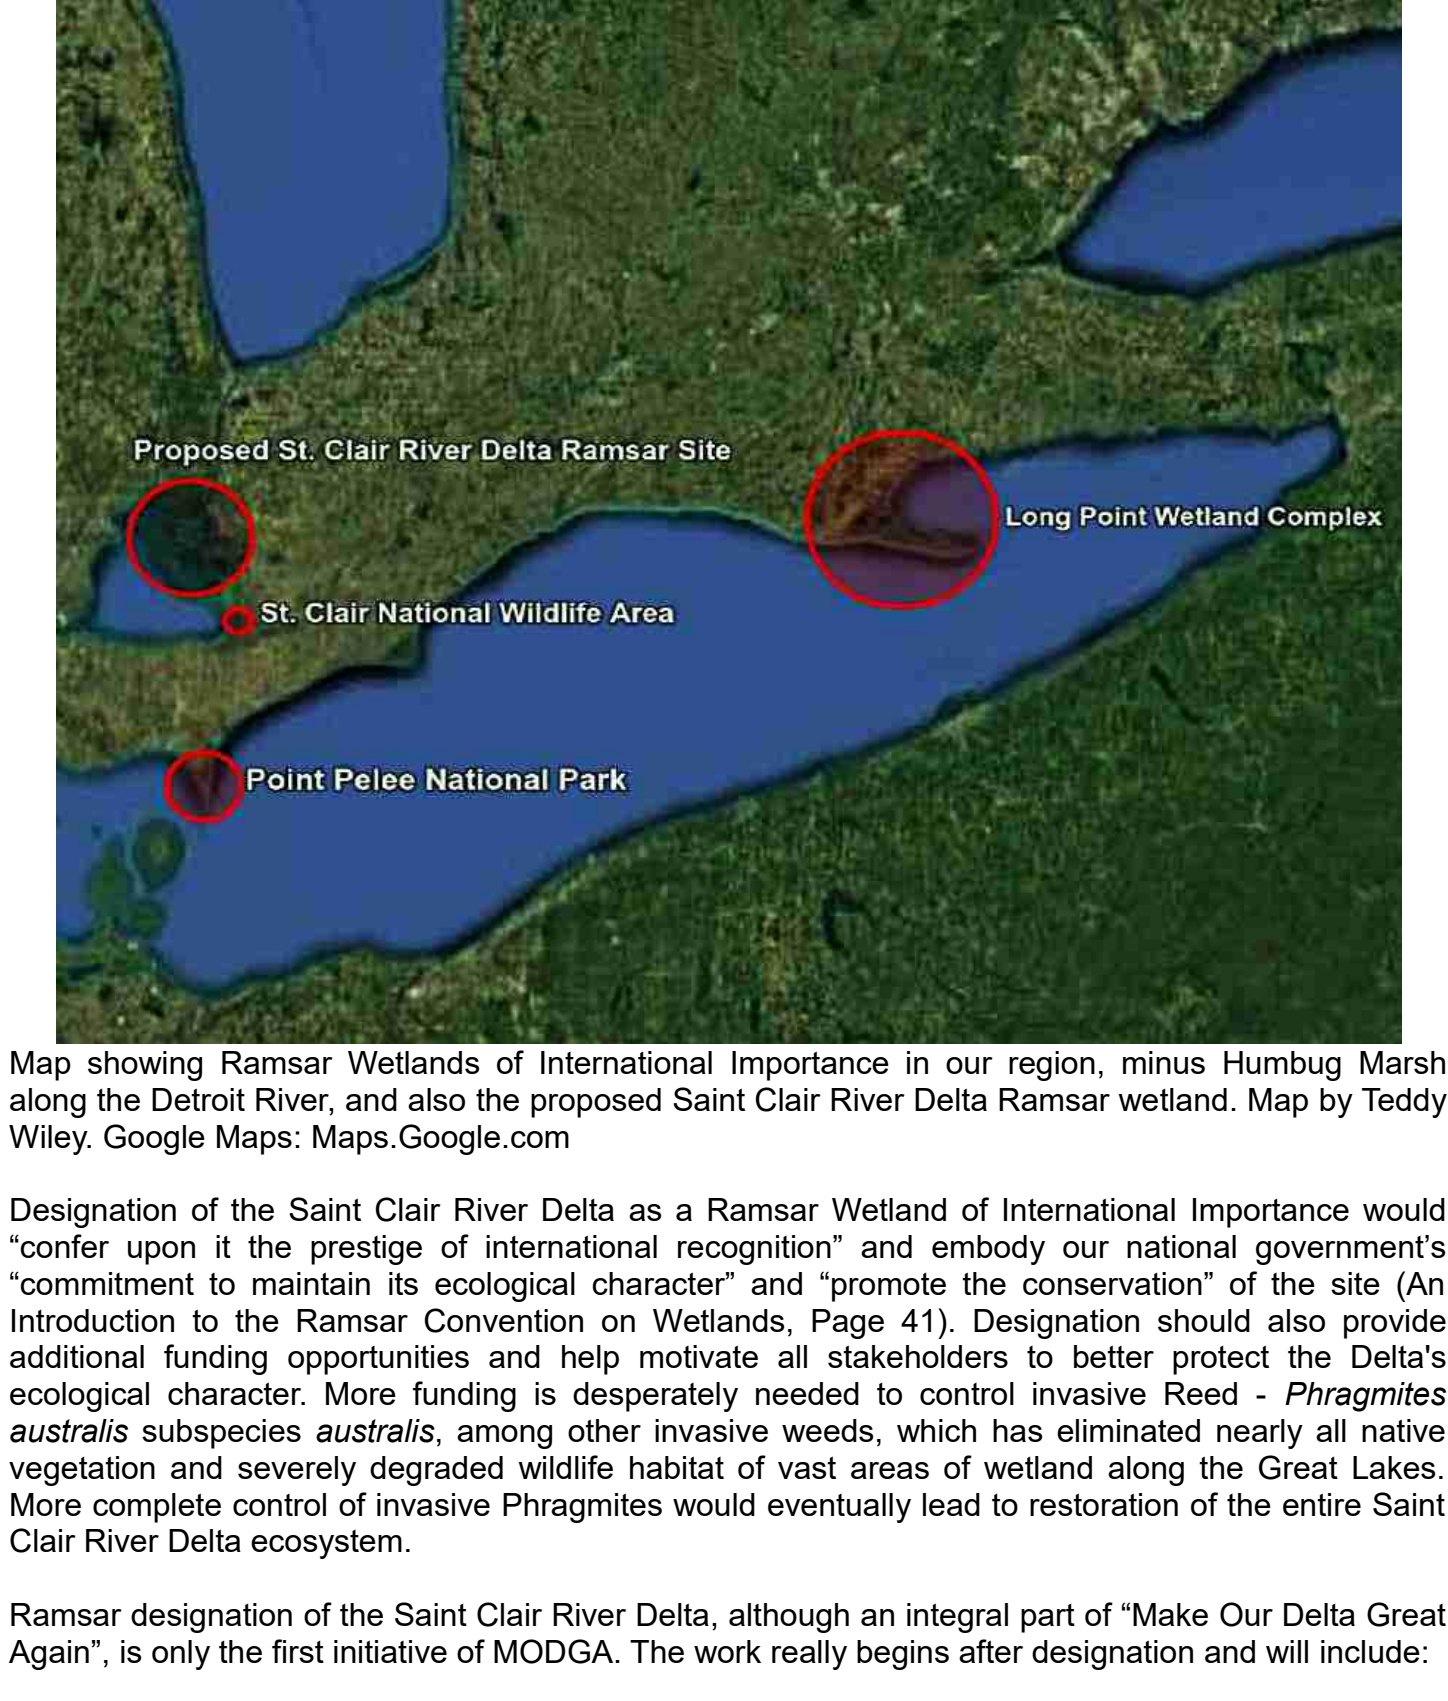 Proposed St. Clair River Delta Ramsar Site
Long Point Wetland Complex
St. Clair National Wildlife Area
Point Pelee National Park
Map showing Ramsar Wetlands of International Importance in our region, minus Humbug Marsh
along the Detroit River, and also the proposed Saint Clair River Delta Ramsar wetland. Map by Teddy
Wiley. Google Maps: Maps.Google.com
Designation of the Saint Clair River Delta as a Ramsar Wetland of International Importance would
“confer upon it the prestige of international recognition” and embody our national government’s
“commitment to maintain its ecological character” and “promote the conservation” of the site (An
Introduction to the Ramsar Convention on Wetlands, Page 41). Designation should also provide
additional funding opportunities and help motivate all stakeholders to better protect the Delta's
ecological character. More funding is desperately needed to control invasive Reed - Phragmites
australis subspecies australis, among other invasive weeds, which has eliminated nearly all native
vegetation and severely degraded wildlife habitat of vast areas of wetland along the Great Lakes.
More complete control of invasive Phragmites would eventually lead to restoration of the entire Saint
Clair River Delta ecosystem.
Ramsar designation of the Saint Clair River Delta, although an integral part of “Make Our Delta Great
Again”, is only the first initiative of MODGA. The work really begins after designation and will include: